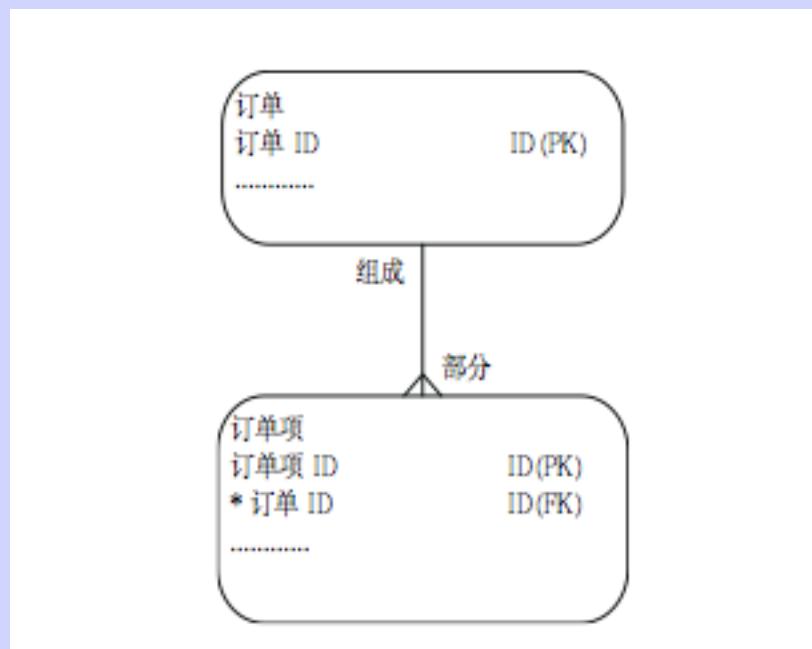 订单
订单 ID ID(PK)
............
组成
部分
订单项
订单项 ID ID(PK)
* 订单 ID ID(FK)
............